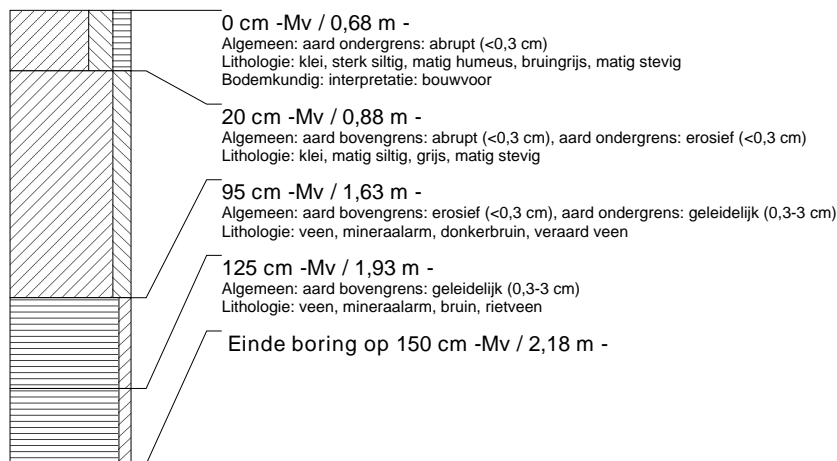 0 cm -Mv / 0,68 m -
Algemeen: aard ondergrens: abrupt (<0,3 cm)
Lithologie: klei, sterk siltig, matig humeus, bruingrijs, matig stevig
Bodemkundig: interpretatie: bouwvoor
20 cm -Mv / 0,88 m -
Algemeen: aard bovengrens: abrupt (<0,3 cm), aard ondergrens: erosief (<0,3 cm)
Lithologie: klei, matig siltig, grijs, matig stevig
95 cm -Mv / 1,63 m -
Algemeen: aard bovengrens: erosief (<0,3 cm), aard ondergrens: geleidelijk (0,3-3 cm)
Lithologie: veen, mineraalarm, donkerbruin, veraard veen
125 cm -Mv / 1,93 m -
Algemeen: aard bovengrens: geleidelijk (0,3-3 cm)
Lithologie: veen, mineraalarm, bruin, rietveen
Einde boring op 150 cm -Mv / 2,18 m -